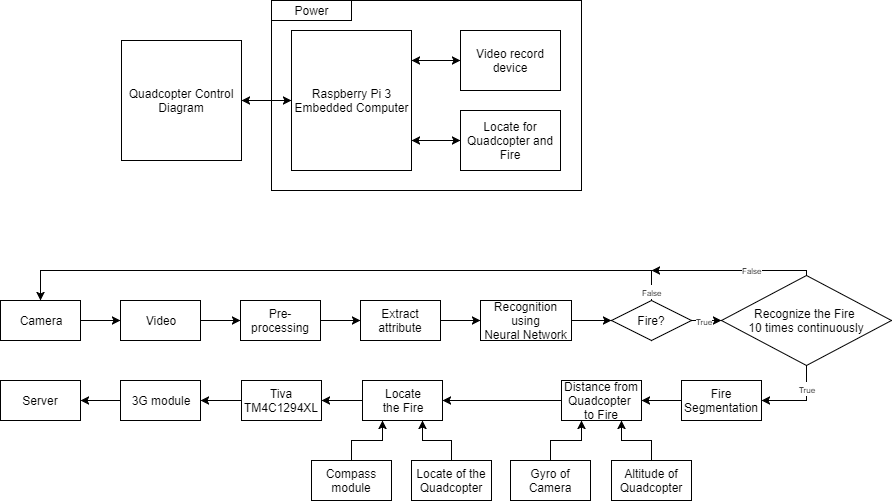 Power
Quadcopter Control
Diagram
Raspberry Pi 3
Embedded Computer
Video record
device
Locate for
Quadcopter and
Fire
False
False
Camera
Video
Pre-
processing
Extract
attribute
Recognition
using
Neural Network
Fire?
True
Recognize the Fire
10 times continuously
True
Server
3G module
Tiva
TM4C1294XL
Locate
the Fire
Distance from
Quadcopter
to Fire
Fire
Segmentation
Compass
module
Locate of the
Quadcopter
Gyro of
Camera
Altitude of
Quadcopter